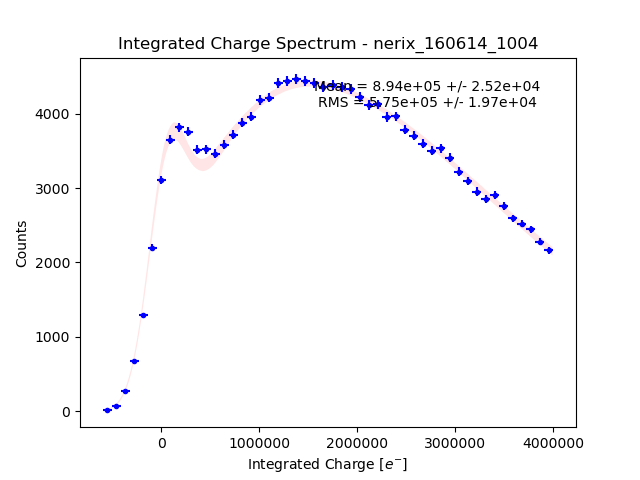 Integrated Charge Spectrum - nerix_160614_1004
Mean = 8.94e+05 +/- 2.52e+04
RMS = 5.75e+05 +/- 1.97e+04
Counts
4000
3000
2000
1000
0
0 1000000 2000000 3000000 4000000
Integrated Charge [e⁻]